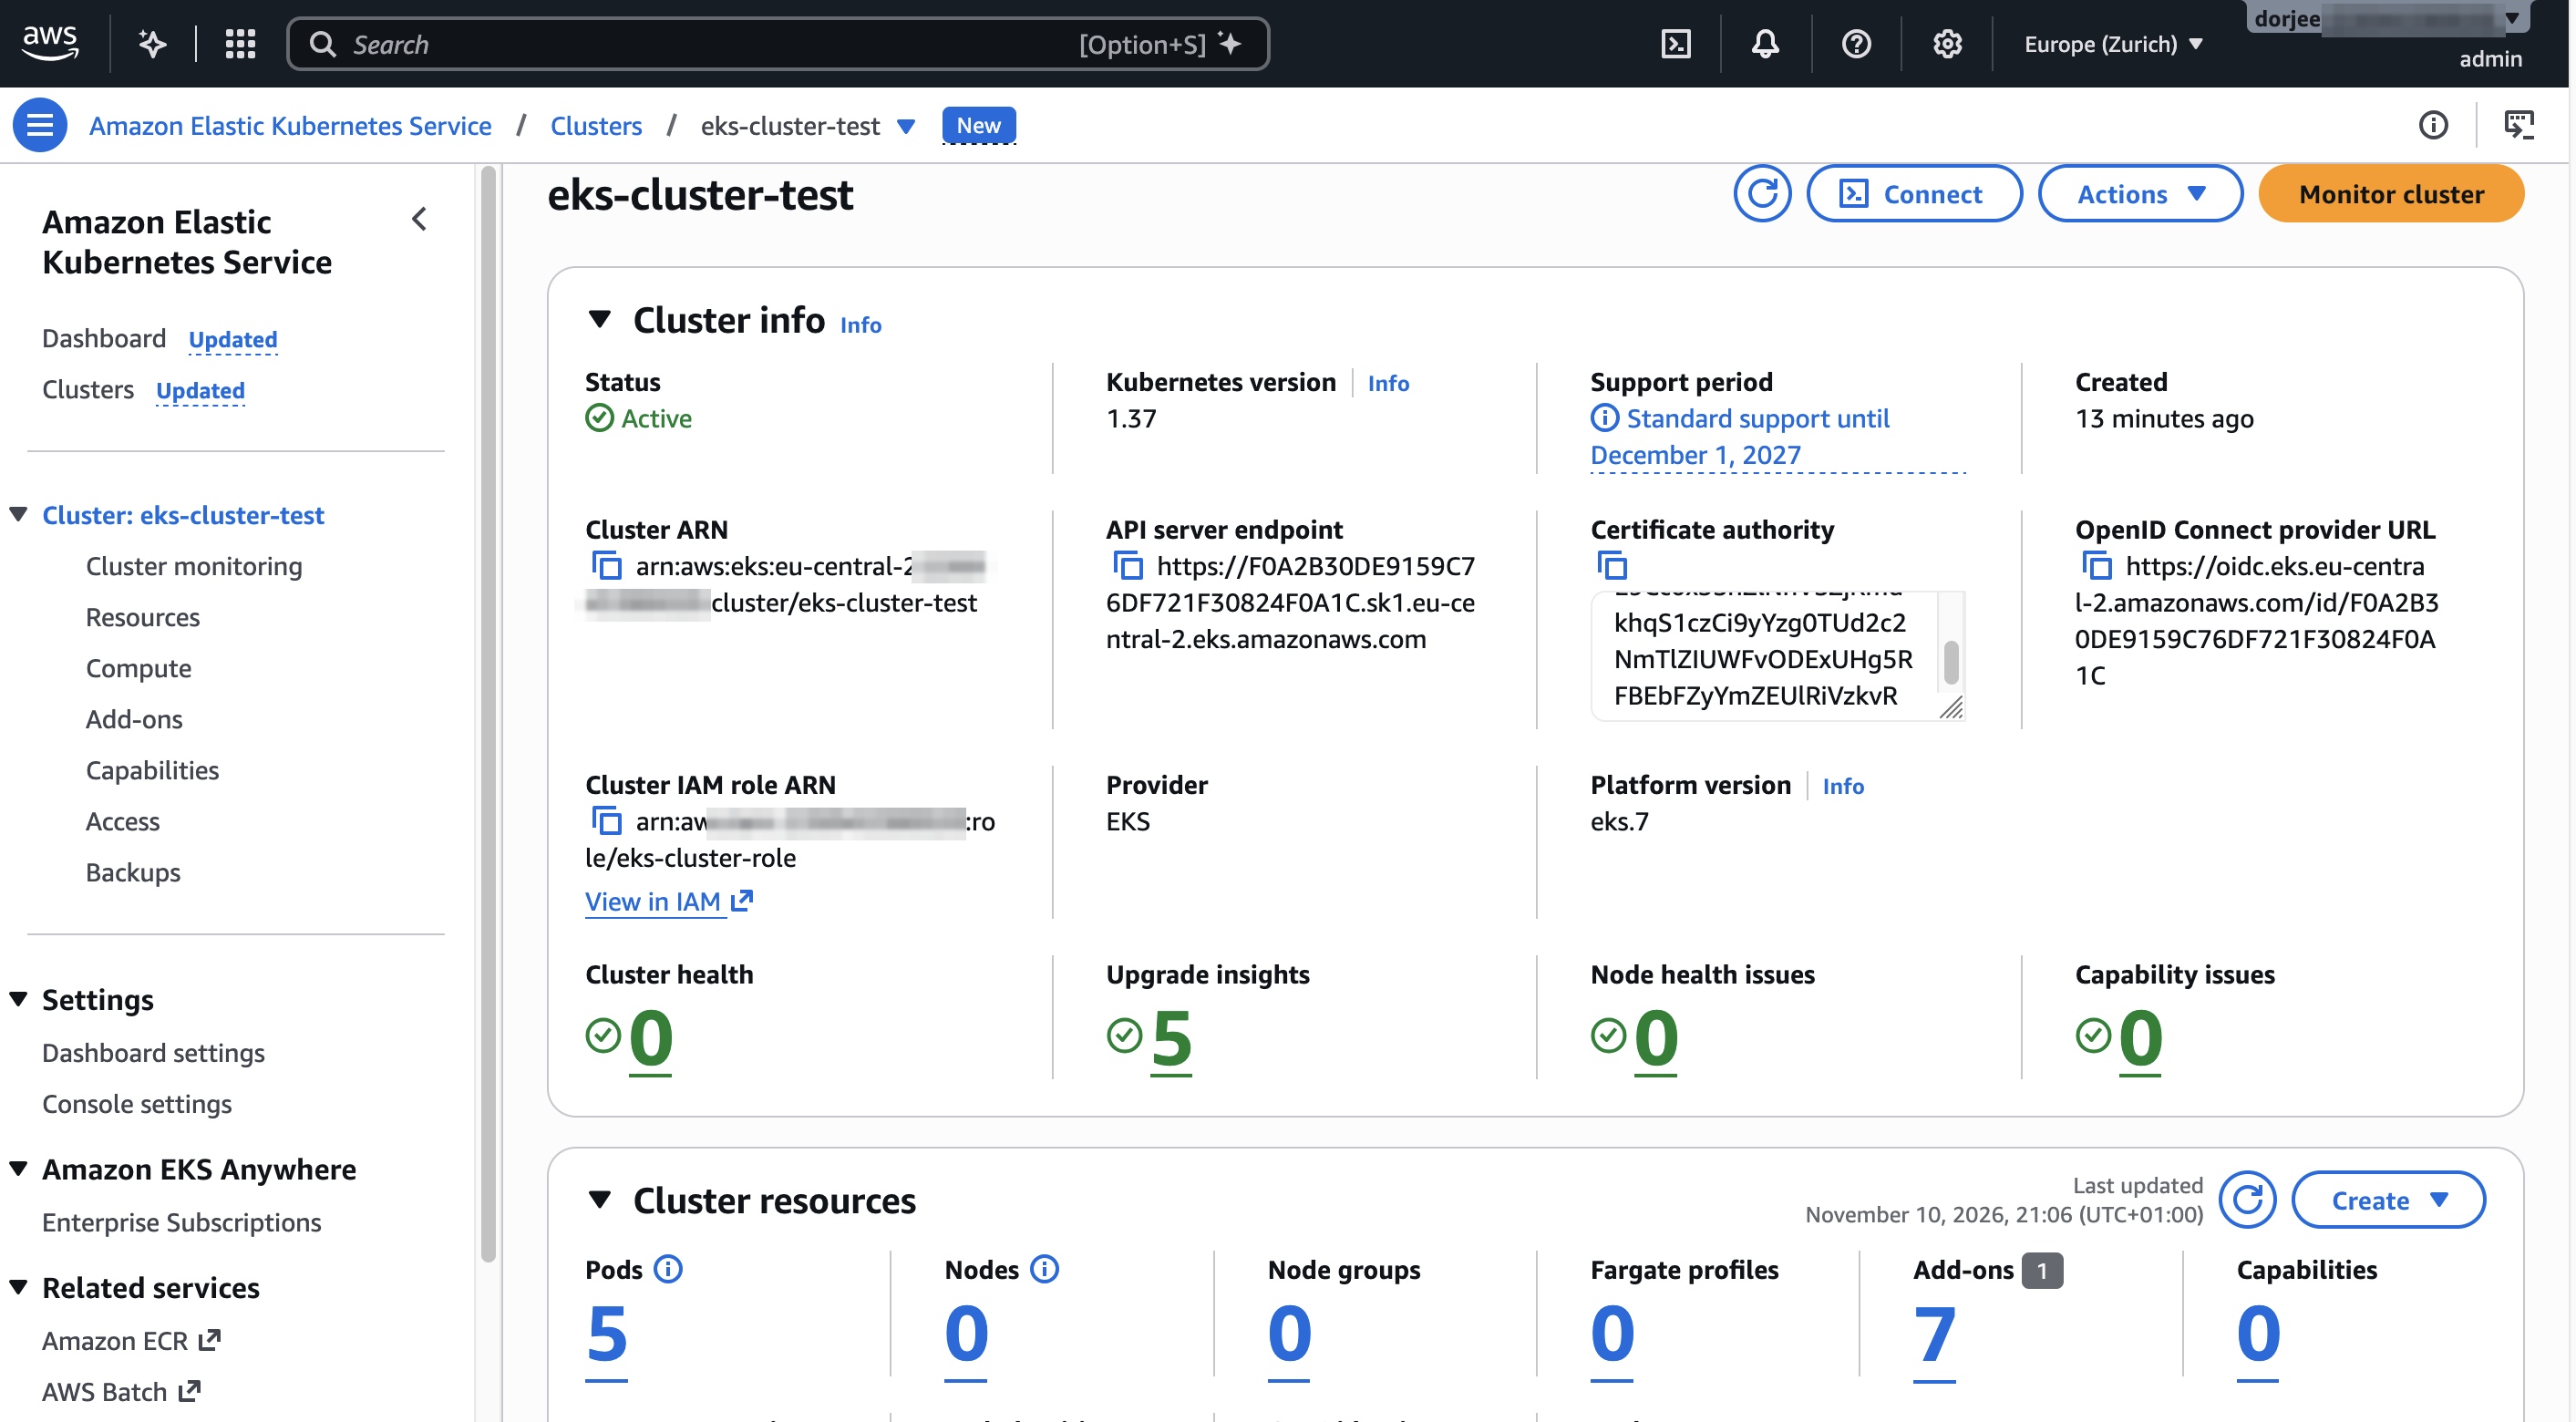 aws
Search
[Option+S]
Europe (Zurich)
dorjee
admin
Amazon Elastic Kubernetes Service / Clusters / eks-cluster-test New
Amazon Elastic
Kubernetes Service
Dashboard Updated
Clusters Updated
Cluster: eks-cluster-test
Cluster monitoring
Resources
Compute
Add-ons
Capabilities
Access
Backups
Settings
Dashboard settings
Console settings
Amazon EKS Anywhere
Enterprise Subscriptions
Related services
Amazon ECR
AWS Batch
eks-cluster-test
Connect
Actions
Monitor cluster
Cluster info Info
Status
Active
Kubernetes version Info
1.37
Support period
Standard support until
December 1, 2027
Created
13 minutes ago
Cluster ARN
arn:aws:eks:eu-central-2
cluster/eks-cluster-test
API server endpoint
https://F0A2B30DE9159C7
6DF721F30824F0A1C.sk1.eu-ce
ntral-2.eks.amazonaws.com
Certificate authority
khqS1czCi9yYzg0TUd2c2
NmTlZIUWFvODExUHg5R
FBEbFZyYmZEUlRiVzkvR
OpenID Connect provider URL
https://oidc.eks.eu-centra
l-2.amazonaws.com/id/F0A2B3
0DE9159C76DF721F30824F0A
1C
Cluster IAM role ARN
arn:aw :ro
le/eks-cluster-role
View in IAM
Provider
EKS
Platform version Info
eks.7
Cluster health
0
Upgrade insights
5
Node health issues
0
Capability issues
0
Cluster resources
Last updated
November 10, 2026, 21:06 (UTC+01:00)
Create
Pods
5
Nodes
0
Node groups
0
Fargate profiles
0
Add-ons 1
7
Capabilities
0